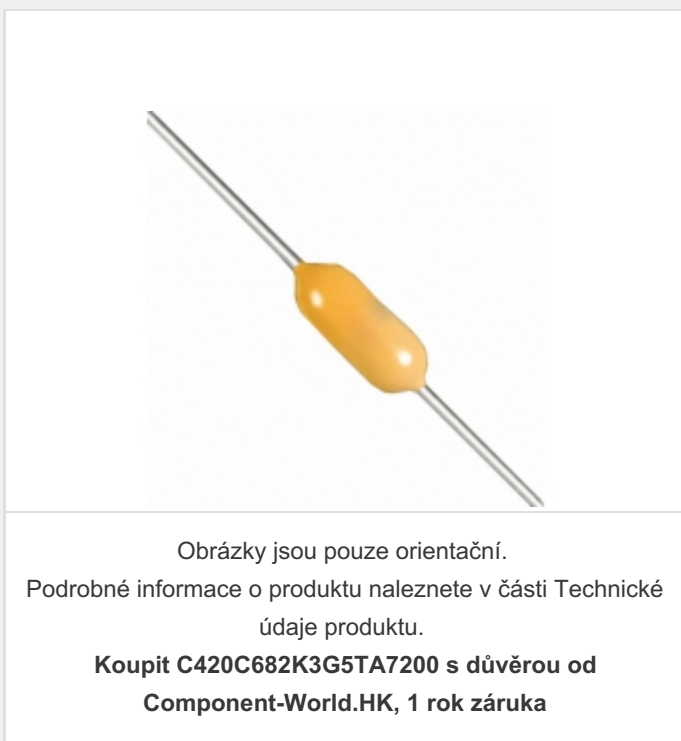 Obrázky jsou pouze orientační.
Podrobné informace o produktu naleznete v části Technické
údaje produktu.
Koupit C420C682K3G5TA7200 s důvěrou od
Component-World.HK, 1 rok záruka